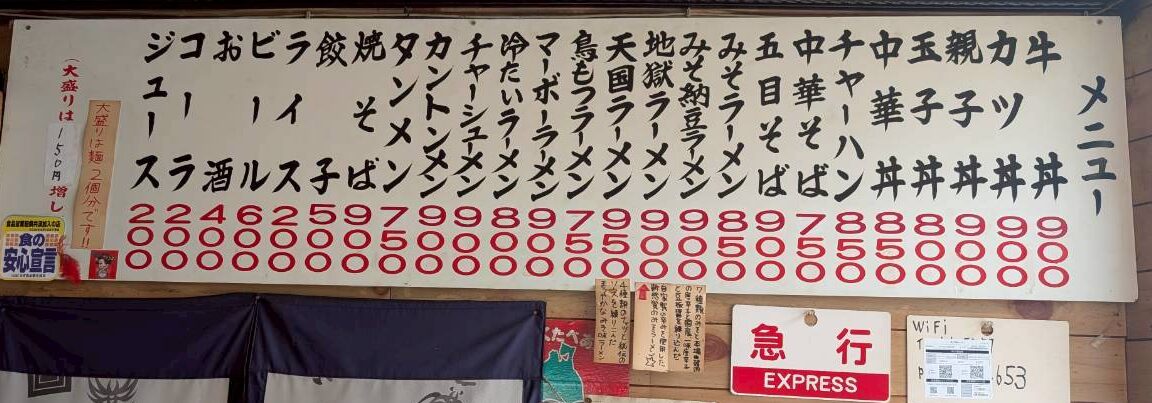 メニュー
牛丼 900
カツ丼 900
親子丼 900
玉子丼 800
中華丼 850
チャーハン 850
中華そば 750
五目そば 900
みそラーメン 850
みそ納豆ラーメン 900
地獄ラーメン 900
天国ラーメン 950
鳥もつラーメン 750
マーボーラーメン 900
冷たいラーメン 800
チャーシューメン 900
カントンメン 900
タンメン 750
焼そば 900
餃子 500
ライス 200
ビール 600
お酒 400
コーラ 200
ジュース 200
大盛りは麺2個分です!!
(大盛りは150円増し
食の
安心宣言
急行
EXPRESS
WiFi
653